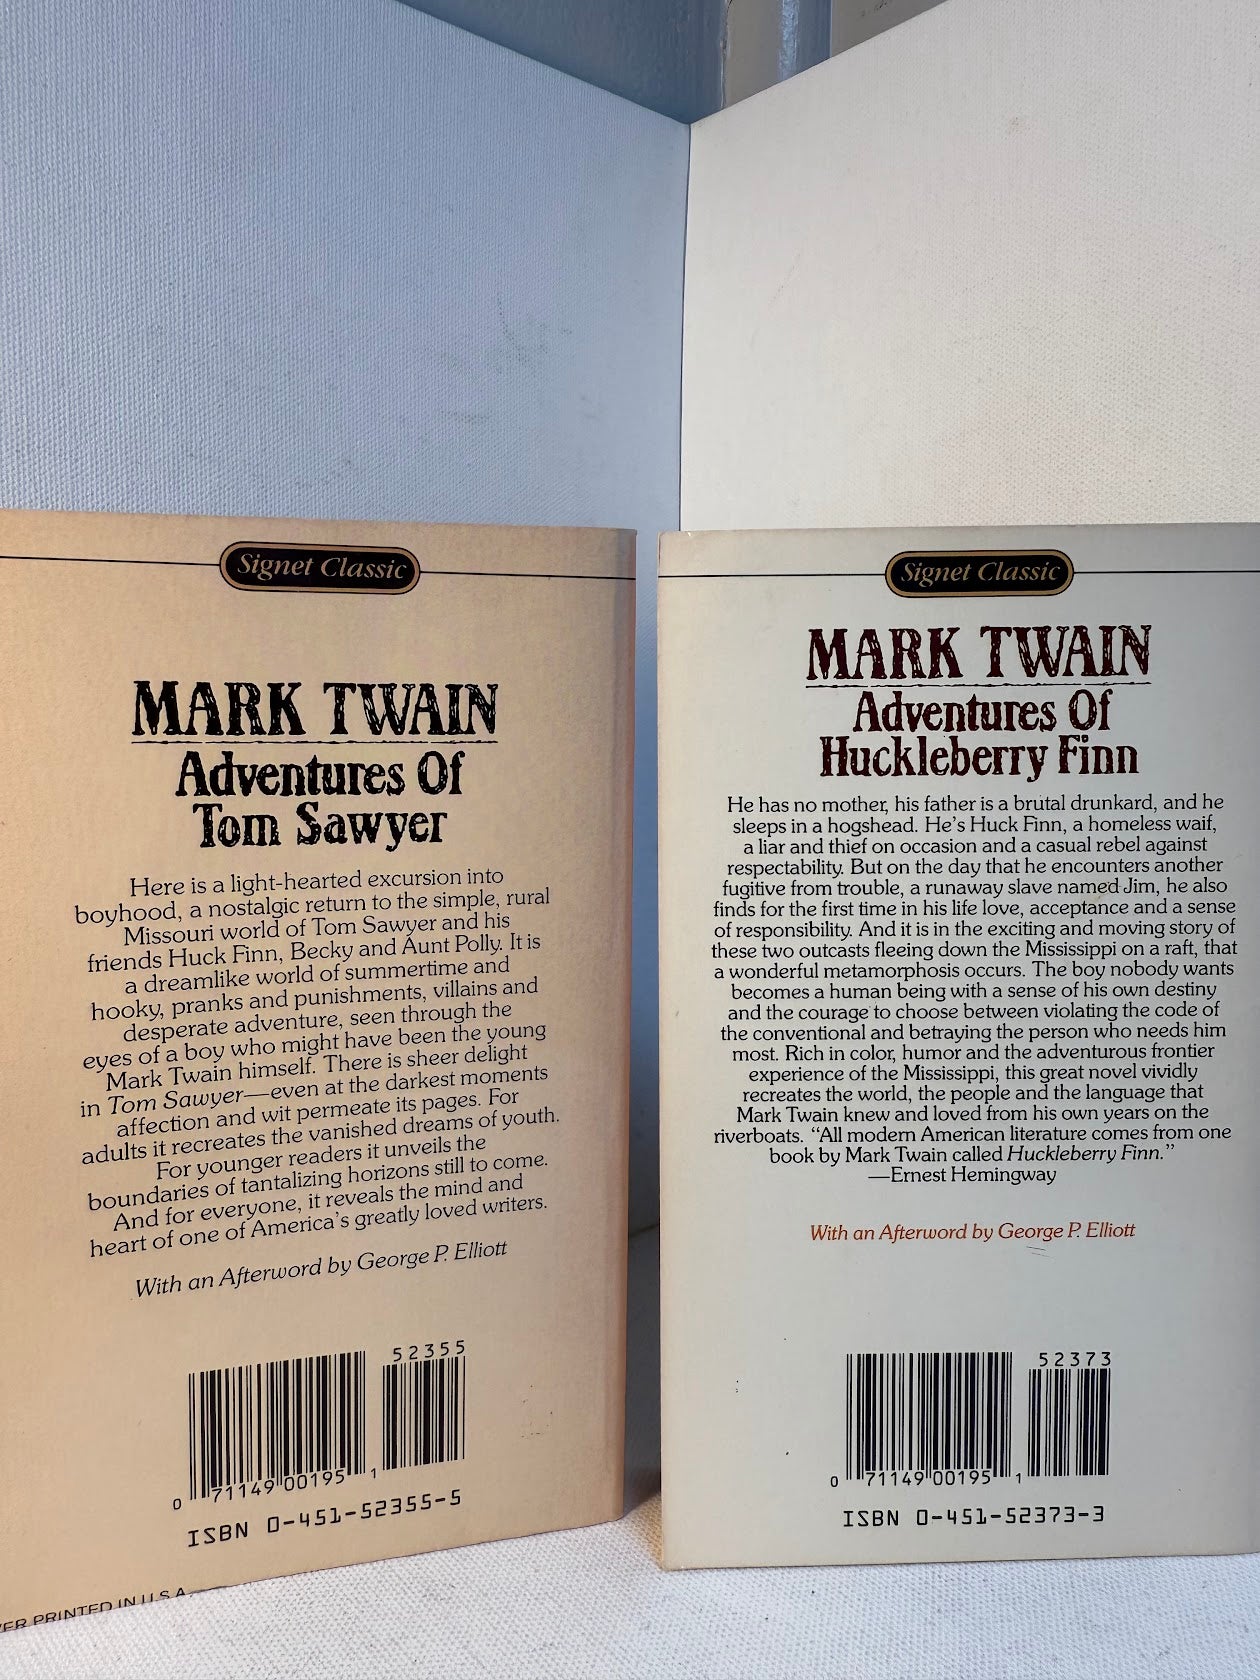 Signet Classic
MARK TWAIN
Adventures Of
Tom Sawyer
Here is a light-hearted excursion into
boyhood, a nostalgic return to the simple, rural
Missouri world of Tom Sawyer and his
friends Huck Finn, Becky and Aunt Polly. It is
a dreamlike world of summertime and
hooky, pranks and punishments, villains and
desperate adventure, seen through the
eyes of a boy who might have been the young
Mark Twain himself. There is sheer delight
in Tom Sawyer—even at the darkest moments
affection and wit permeate its pages. For
adults it recreates the vanished dreams of youth.
For younger readers it unveils the
boundaries of tantalizing horizons still to come.
And for everyone, it reveals the mind and
heart of one of America's greatly loved writers.
With an Afterword by George P. Elliott
52355
0 71149 00195 1
ISBN 0-451-52355-5
PRINTED IN U.S.A.
Signet Classic
MARK TWAIN
Adventures Of
Huckleberry Finn
He has no mother, his father is a brutal drunkard, and he
sleeps in a hogshead. He's Huck Finn, a homeless waif,
a liar and thief on occasion and a casual rebel against
respectability. But on the day that he encounters another
fugitive from trouble, a runaway slave named Jim, he also
finds for the first time in his life love, acceptance and a sense
of responsibility. And it is in the exciting and moving story of
these two outcasts fleeing down the Mississippi on a raft, that
a wonderful metamorphosis occurs. The boy nobody wants
becomes a human being with a sense of his own destiny
and the courage to choose between violating the code of
the conventional and betraying the person who needs him
most. Rich in color, humor and the adventurous frontier
experience of the Mississippi, this great novel vividly
recreates the world, the people and the language that
Mark Twain knew and loved from his own years on the
riverboats. “All modern American literature comes from one
book by Mark Twain called Huckleberry Finn.”
—Ernest Hemingway
With an Afterword by George P. Elliott
52373
0 71149 00195 1
ISBN 0-451-52373-3